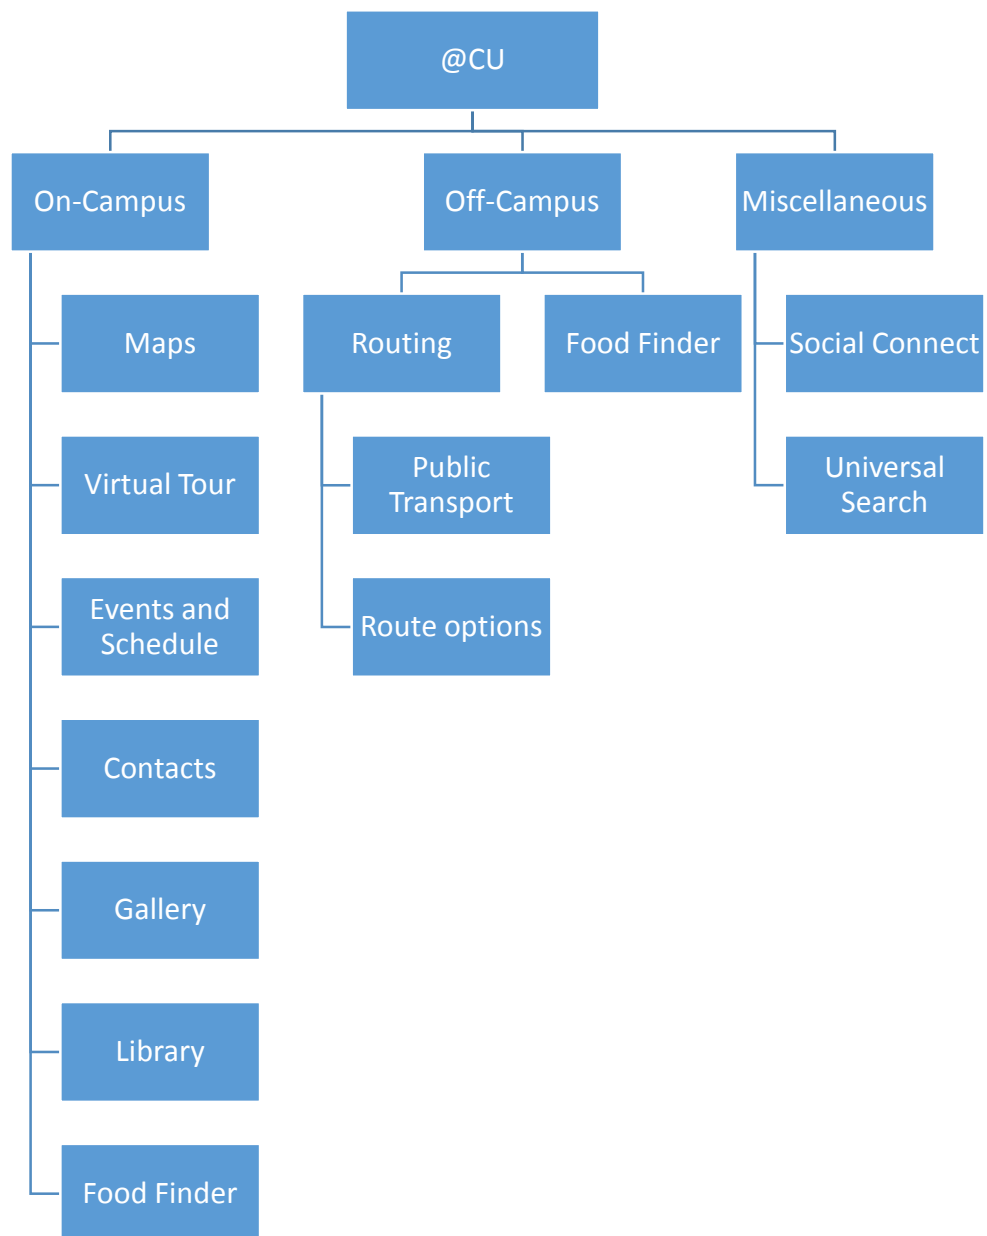 @CU
On-Campus
Off-Campus
Miscellaneous
Maps
Routing
Food Finder
Social Connect
Virtual Tour
Public
Transport
Universal
Search
Events and
Schedule
Route options
Contacts
Gallery
Library
Food Finder